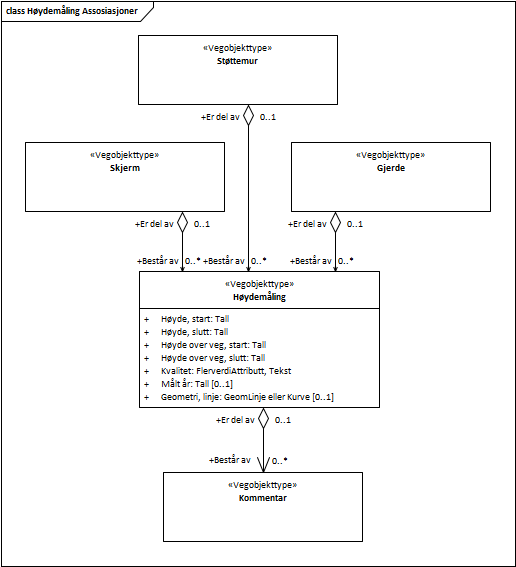 class Høydemåling Assosiasjoner
«Vegobjekttype»
Støttemur
+Er del av 0..1
«Vegobjekttype»
Skjerm
«Vegobjekttype»
Gjerde
+Er del av 0..1
+Er del av 0..1
+Består av 0..* +Består av 0..* +Består av 0..*
«Vegobjekttype»
Høydemåling
+ Høyde, start: Tall
+ Høyde, slutt: Tall
+ Høyde over veg, start: Tall
+ Høyde over veg, slutt: Tall
+ Kvalitet: FlerverdiAttributt, Tekst
+ Målt år: Tall [0..1]
+ Geometri, linje: GeomLinje eller Kurve [0..1]
+Er del av 0..1
+Består av 0..*
«Vegobjekttype»
Kommentar